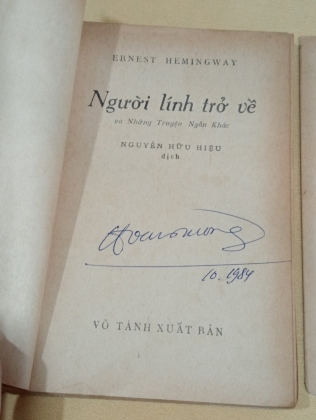 ERNEST HEMINGWAY
Người lính trở về
và Những Truyện Ngắn Khác
NGUYỄN HỮU HIỆU
dịch
10.1984
VÕ TÁNH XUẤT BẢN